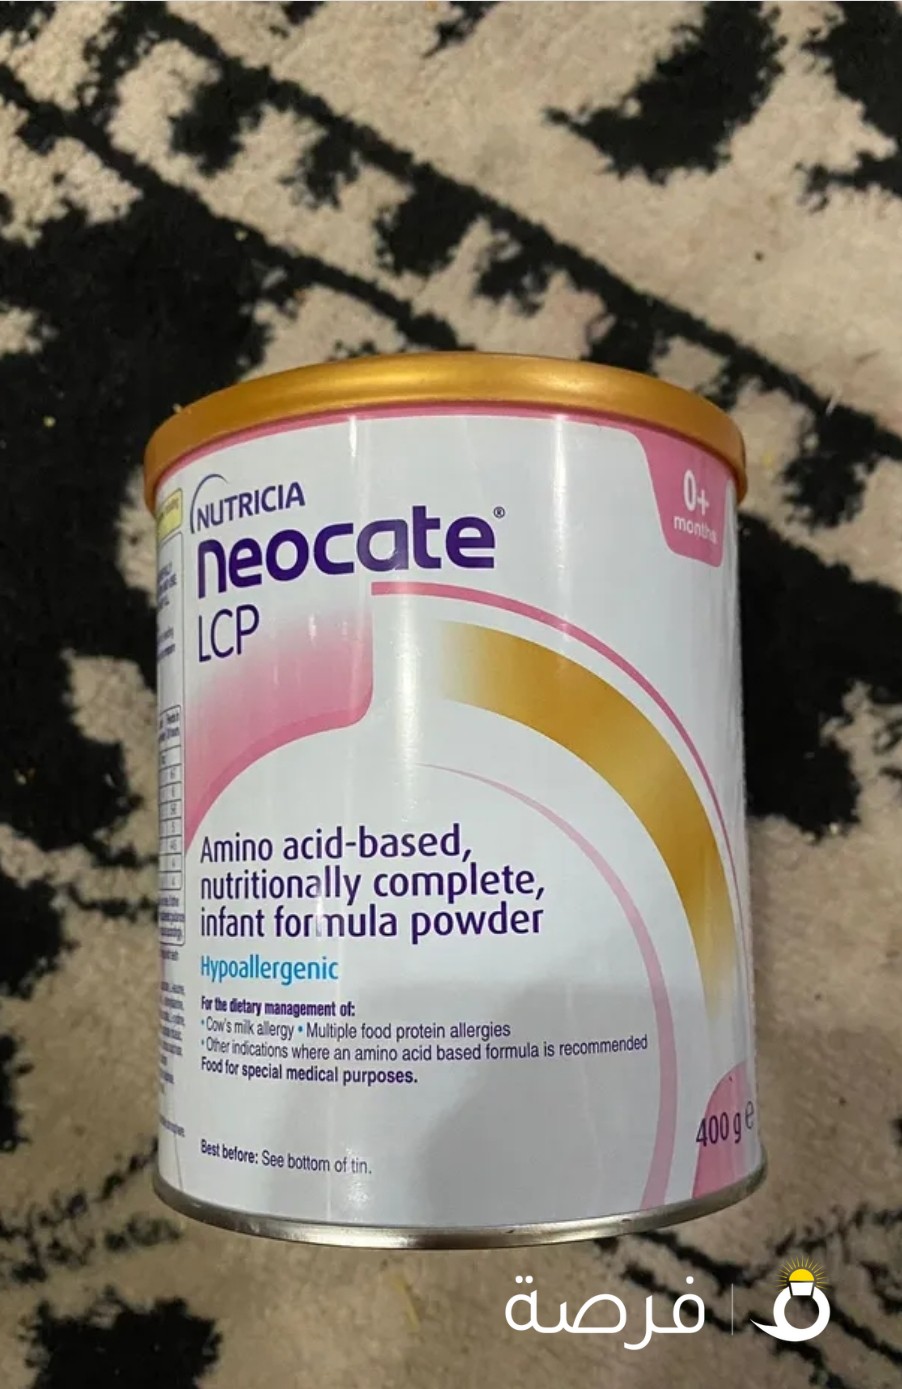 NUTRICIA
neocate®
LCP
0+
months
Amino acid-based,
nutritionally complete,
infant formula powder
Hypoallergenic
For the dietary management of:
• Cow's milk allergy • Multiple food protein allergies
• Other indications where an amino acid based formula is recommended
Food for special medical purposes.
400 g e
Best before: See bottom of tin.
فرصة